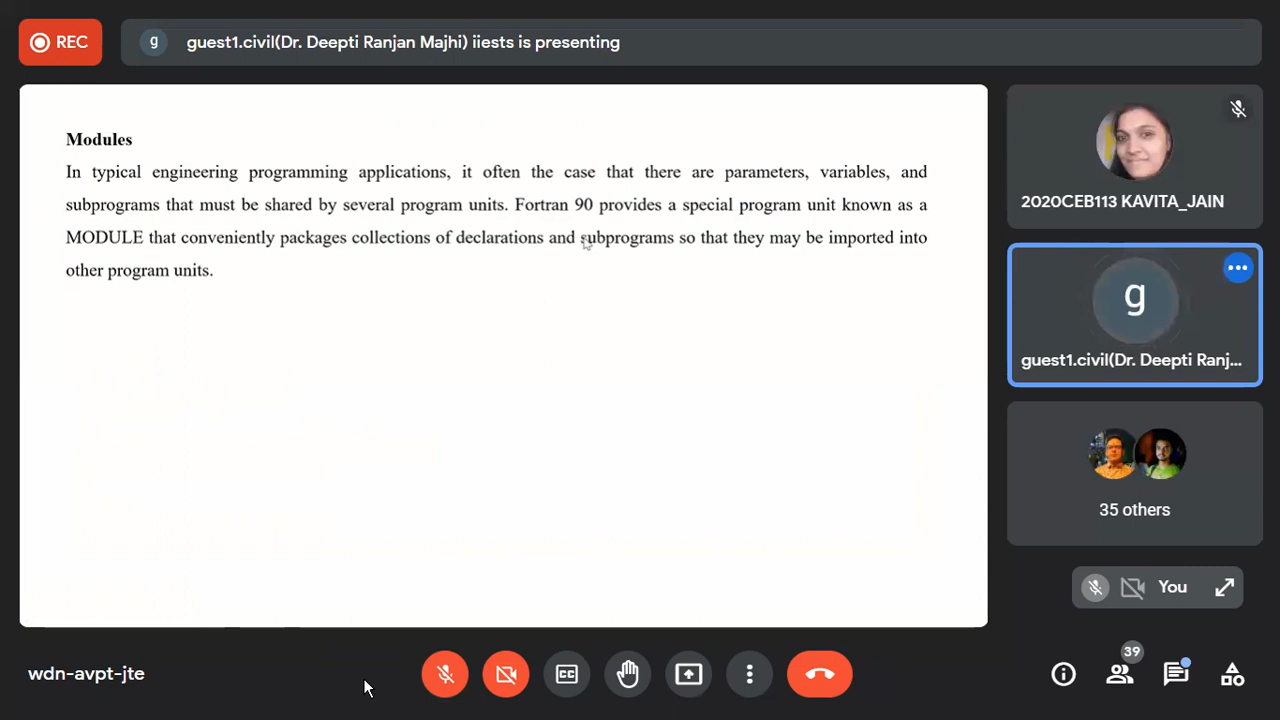 REC
g
guest1.civil(Dr. Deepti Ranjan Majhi) iiests is presenting
Modules
In typical engineering programming applications, it often the case that there are parameters, variables, and
subprograms that must be shared by several program units. Fortran 90 provides a special program unit known as a
MODULE that conveniently packages collections of declarations and subprograms so that they may be imported into
other program units.
2020CEB113 KAVITA_JAIN
g
guest1.civil(Dr. Deepti Ranj...
35 others
You
wdn-avpt-jte
CC
39